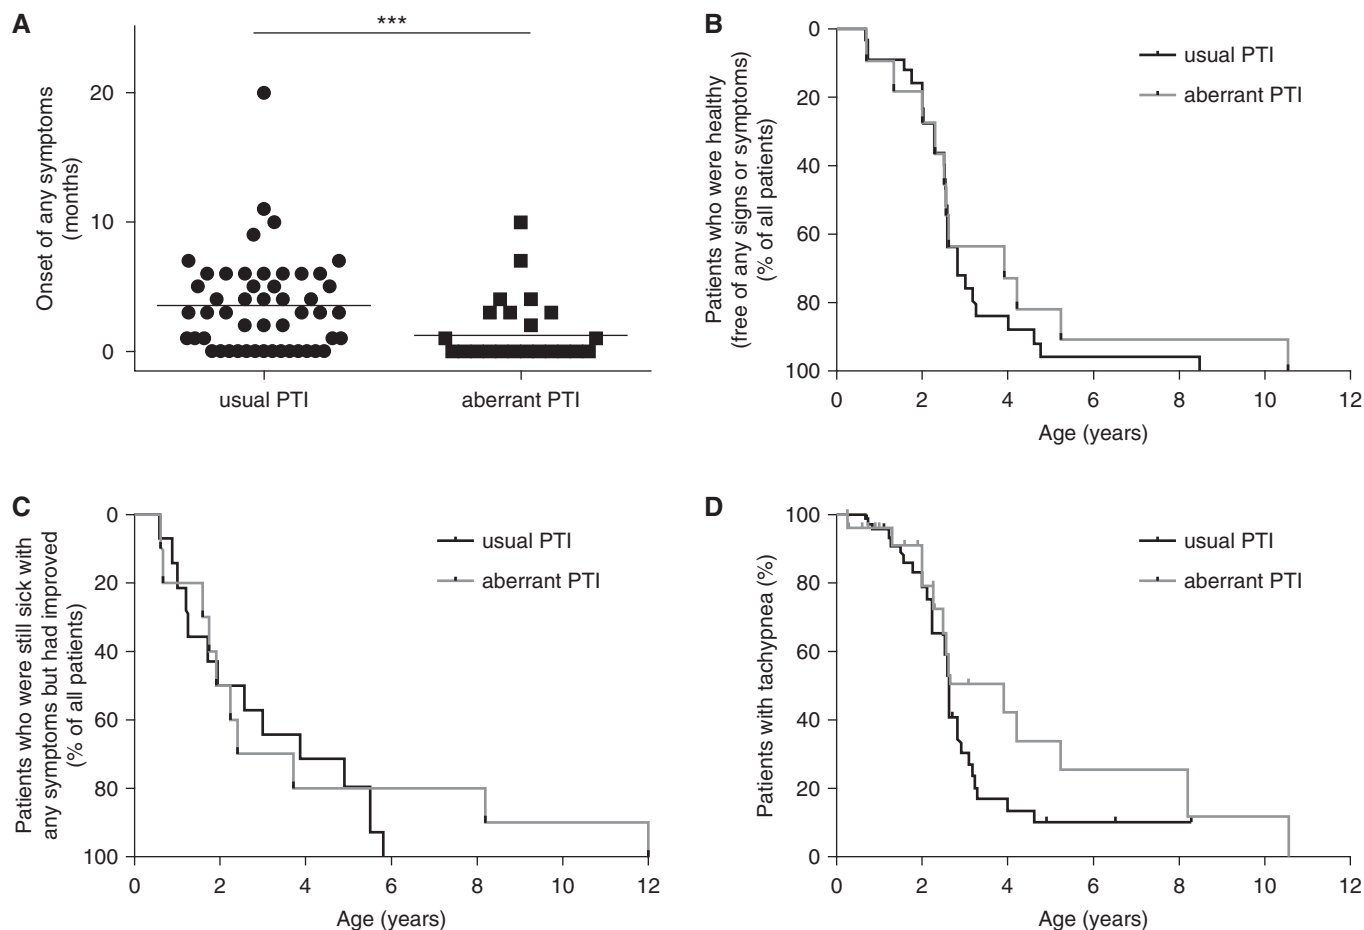 A
***
Onset of any symptoms
(months)
20
10
0
usual PTI
aberrant PTI
B
Patients who were healthy
(free of any signs or symptoms)
(% of all patients)
0
20
40
60
80
100
usual PTI
aberrant PTI
0 2 4 6 8 10 12
Age (years)
C
Patients who were still sick with
any symptoms but had improved
(% of all patients)
0
20
40
60
80
100
usual PTI
aberrant PTI
0 2 4 6 8 10 12
Age (years)
D
Patients with tachypnea (%)
100
80
60
40
20
0
usual PTI
aberrant PTI
0 2 4 6 8 10 12
Age (years)